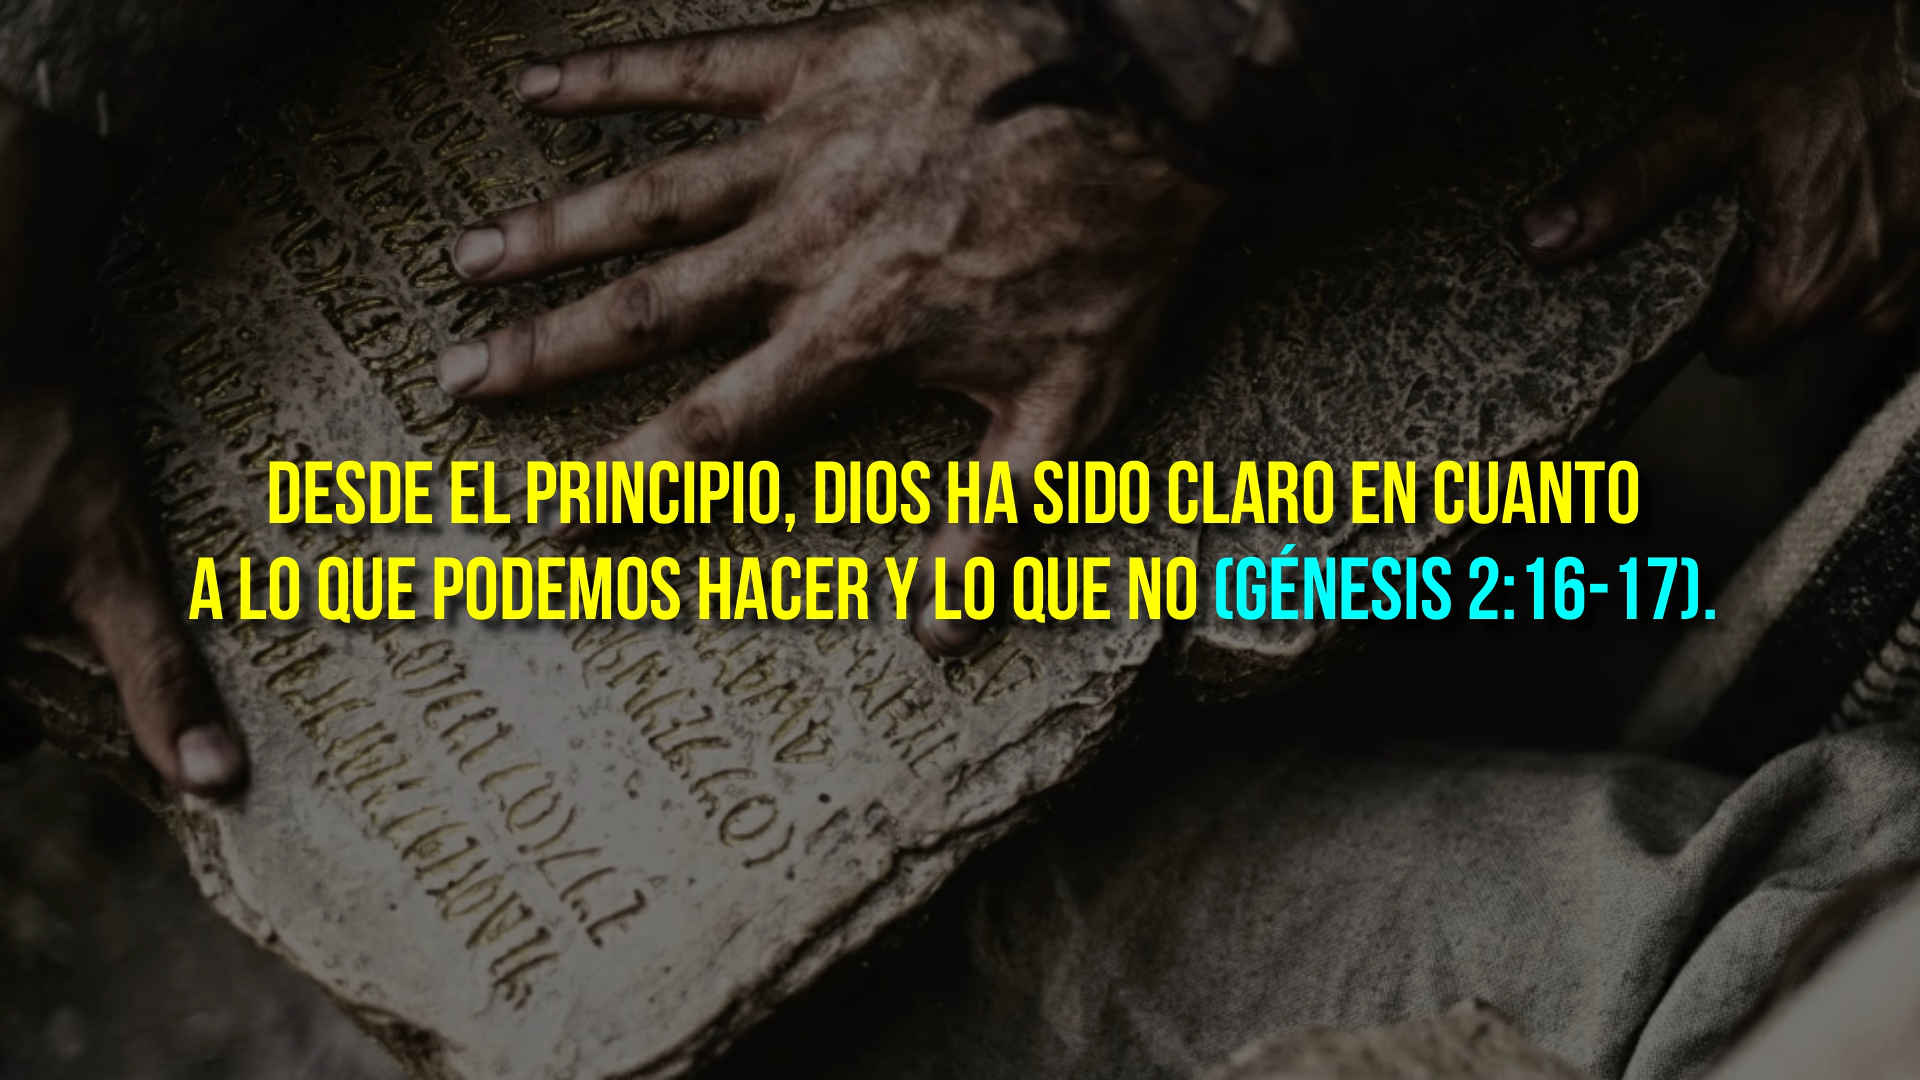 DESDE EL PRINCIPIO, DIOS HA SIDO CLARO EN CUANTO
A LO QUE PODEMOS HACER Y LO QUE NO (GÉNESIS 2:16-17).